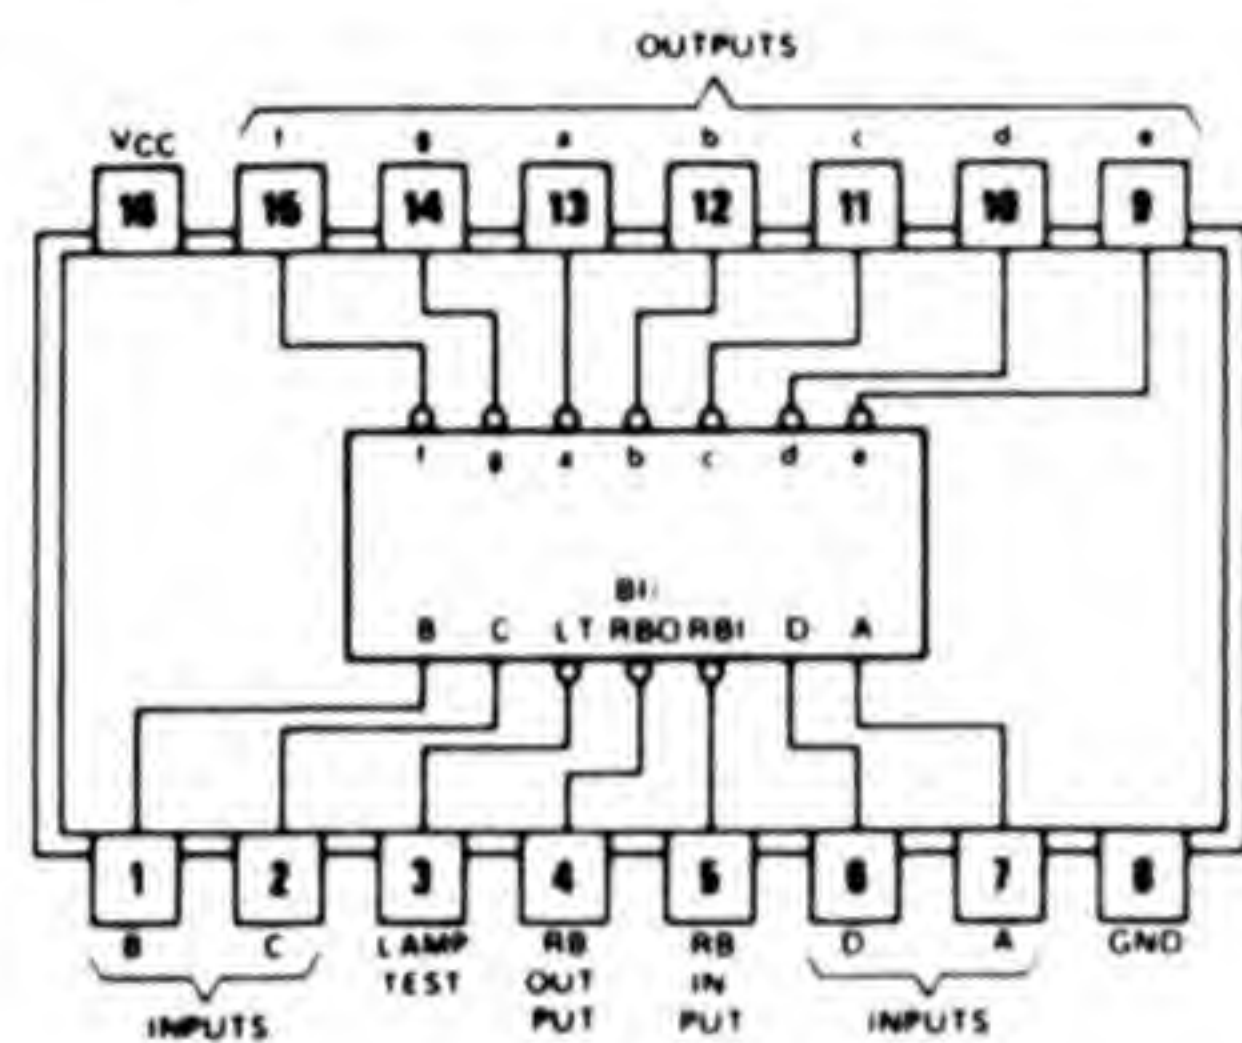 OUTPUTS
VCC f g a b c d e
16 15 14 13 12 11 10 9
f g a b c d e
BI/
B C LT RBO RBI D A
1 2 3 4 5 6 7 8
B C LAMP RB RB D A GND
TEST OUT IN
INPUTS PUT PUT INPUTS